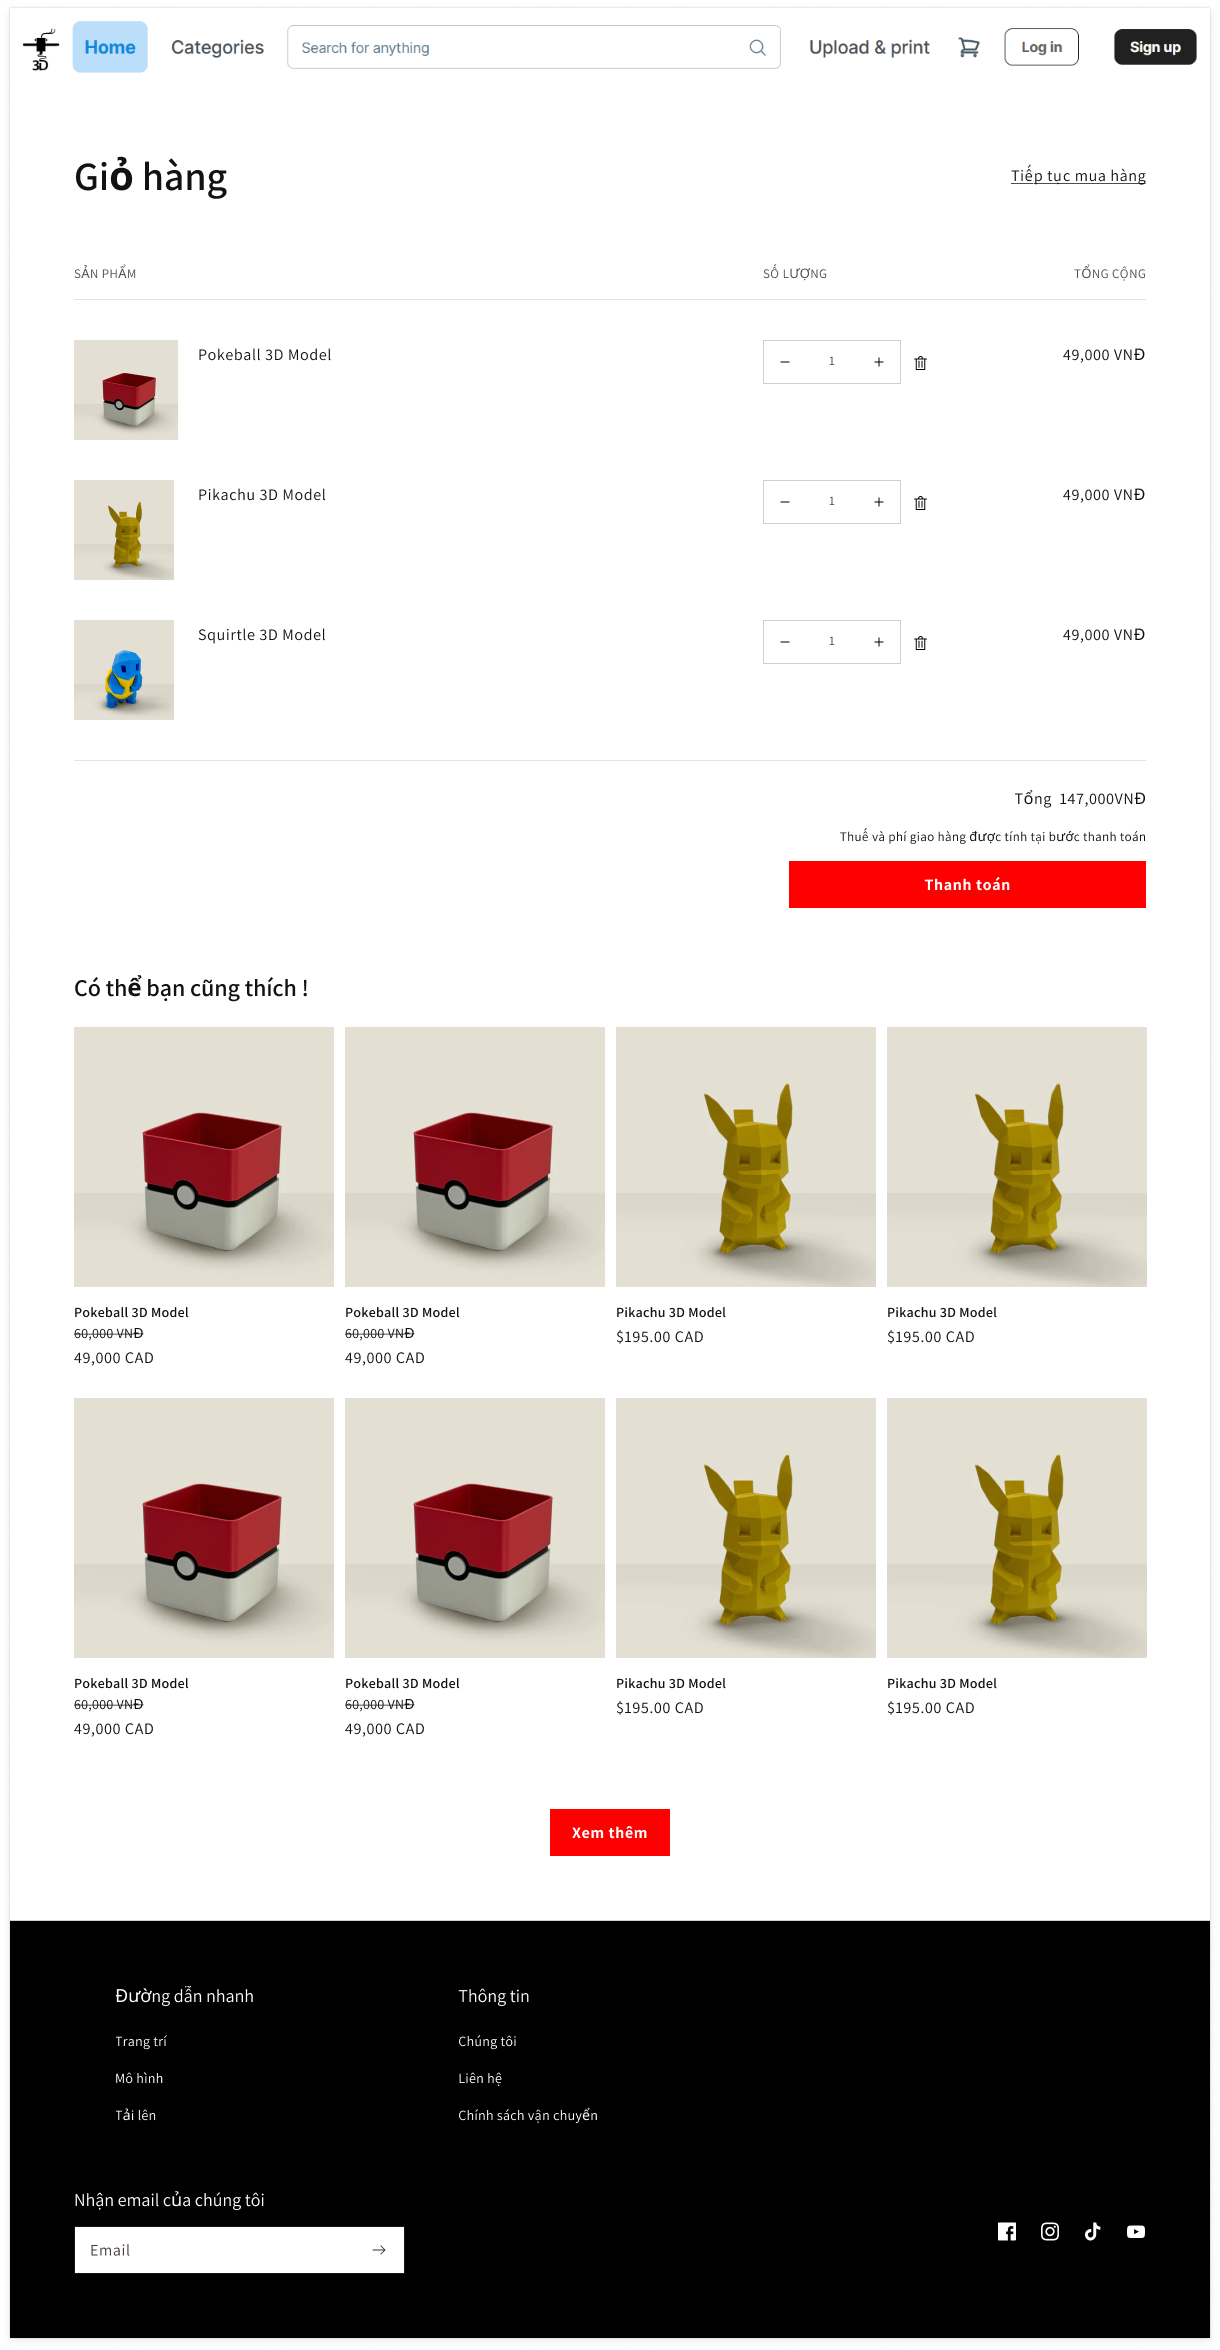 3D
Home
Categories
Search for anything
Upload & print
Log in
Sign up
Giỏ hàng
Tiếp tục mua hàng
SẢN PHẨM
SỐ LƯỢNG
TỔNG CỘNG
Pokeball 3D Model
1
49,000 VNĐ
Pikachu 3D Model
1
49,000 VNĐ
Squirtle 3D Model
1
49,000 VNĐ
Tổng 147,000VNĐ
Thuế và phí giao hàng được tính tại bước thanh toán
Thanh toán
Có thể bạn cũng thích !
Pokeball 3D Model
60,000 VNĐ
49,000 CAD
Pokeball 3D Model
60,000 VNĐ
49,000 CAD
Pikachu 3D Model
$195.00 CAD
Pikachu 3D Model
$195.00 CAD
Pokeball 3D Model
60,000 VNĐ
49,000 CAD
Pokeball 3D Model
60,000 VNĐ
49,000 CAD
Pikachu 3D Model
$195.00 CAD
Pikachu 3D Model
$195.00 CAD
Xem thêm
Đường dẫn nhanh
Trang trí
Mô hình
Tải lên
Thông tin
Chúng tôi
Liên hệ
Chính sách vận chuyển
Nhận email của chúng tôi
Email